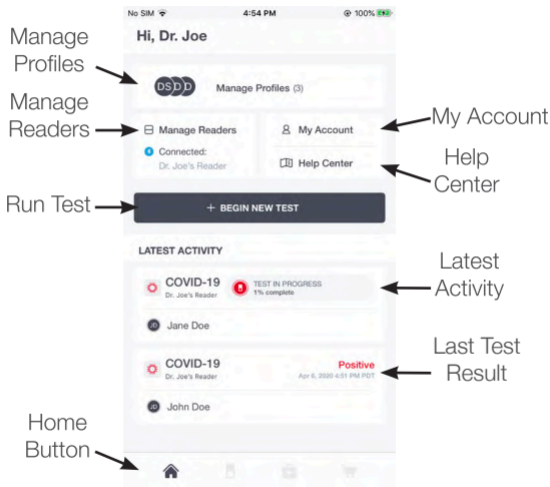 No SIM 4:54 PM 100%
Hi, Dr. Joe
Manage
Profiles
DS D D Manage Profiles (3)
Manage
Readers
Manage Readers
Connected:
Dr. Joe's Reader
My Account
Help Center
My Account
Help
Center
Run Test
+ BEGIN NEW TEST
LATEST ACTIVITY
COVID-19
Dr. Joe's Reader
TEST IN PROGRESS
1% complete
Latest
Activity
JD Jane Doe
COVID-19
Dr. Joe's Reader
Positive
Apr 6, 2020 4:51 PM PDT
Last Test
Result
JD John Doe
Home
Button